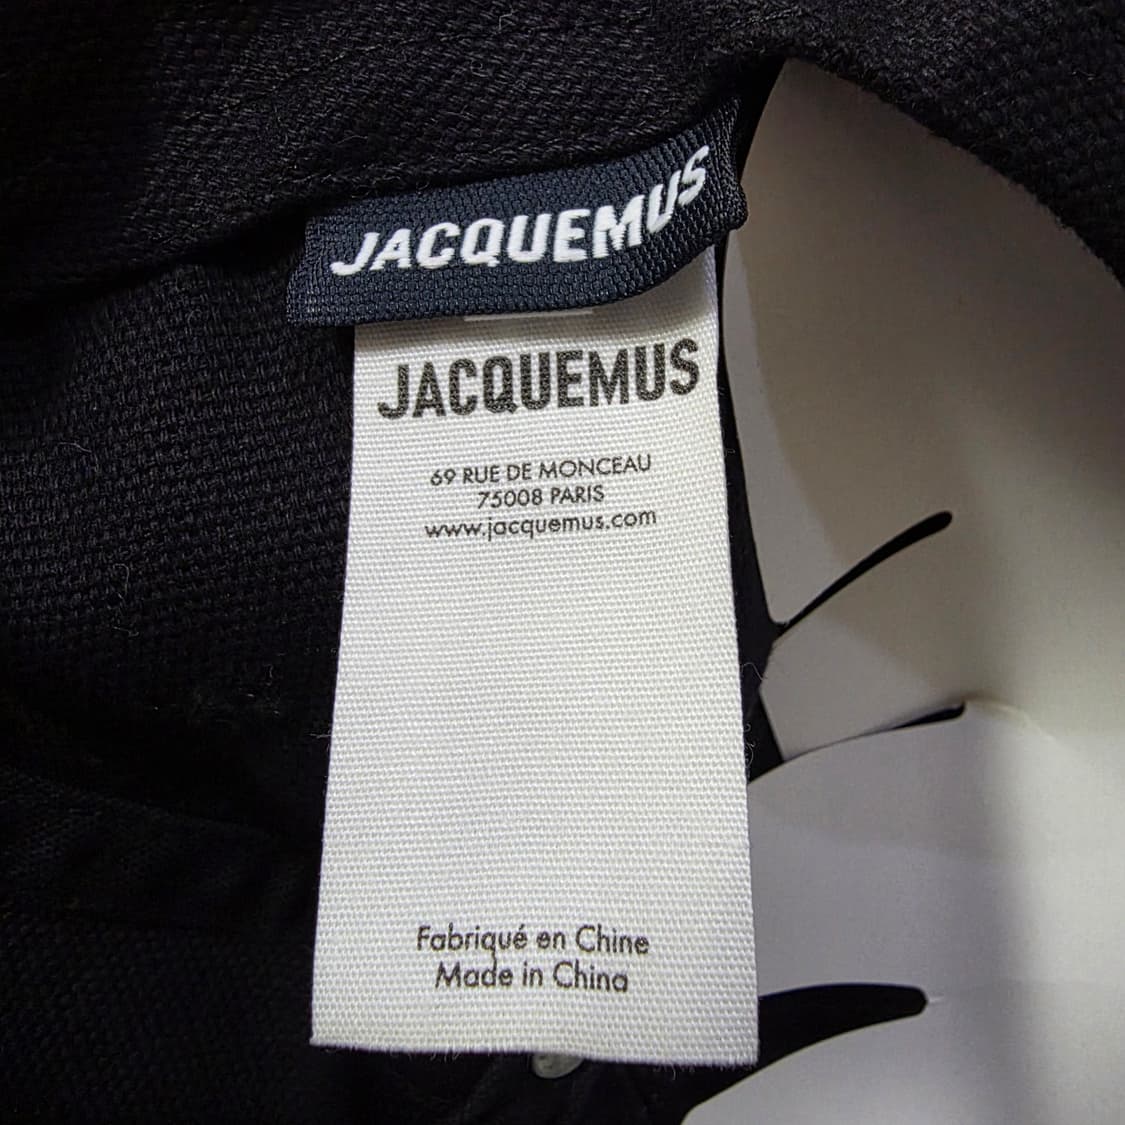 JACQUEMUS
JACQUEMUS
69 RUE DE MONCEAU
75008 PARIS
www.jacquemus.com
Fabriqué en Chine
Made in China